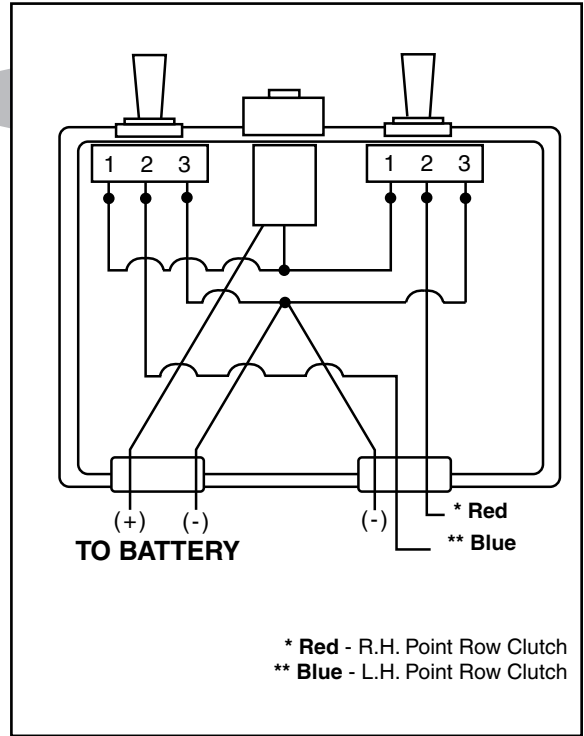 1 2 3
1 2 3
(+) (-) (-)
* Red
TO BATTERY
** Blue
* Red - R.H. Point Row Clutch
** Blue - L.H. Point Row Clutch